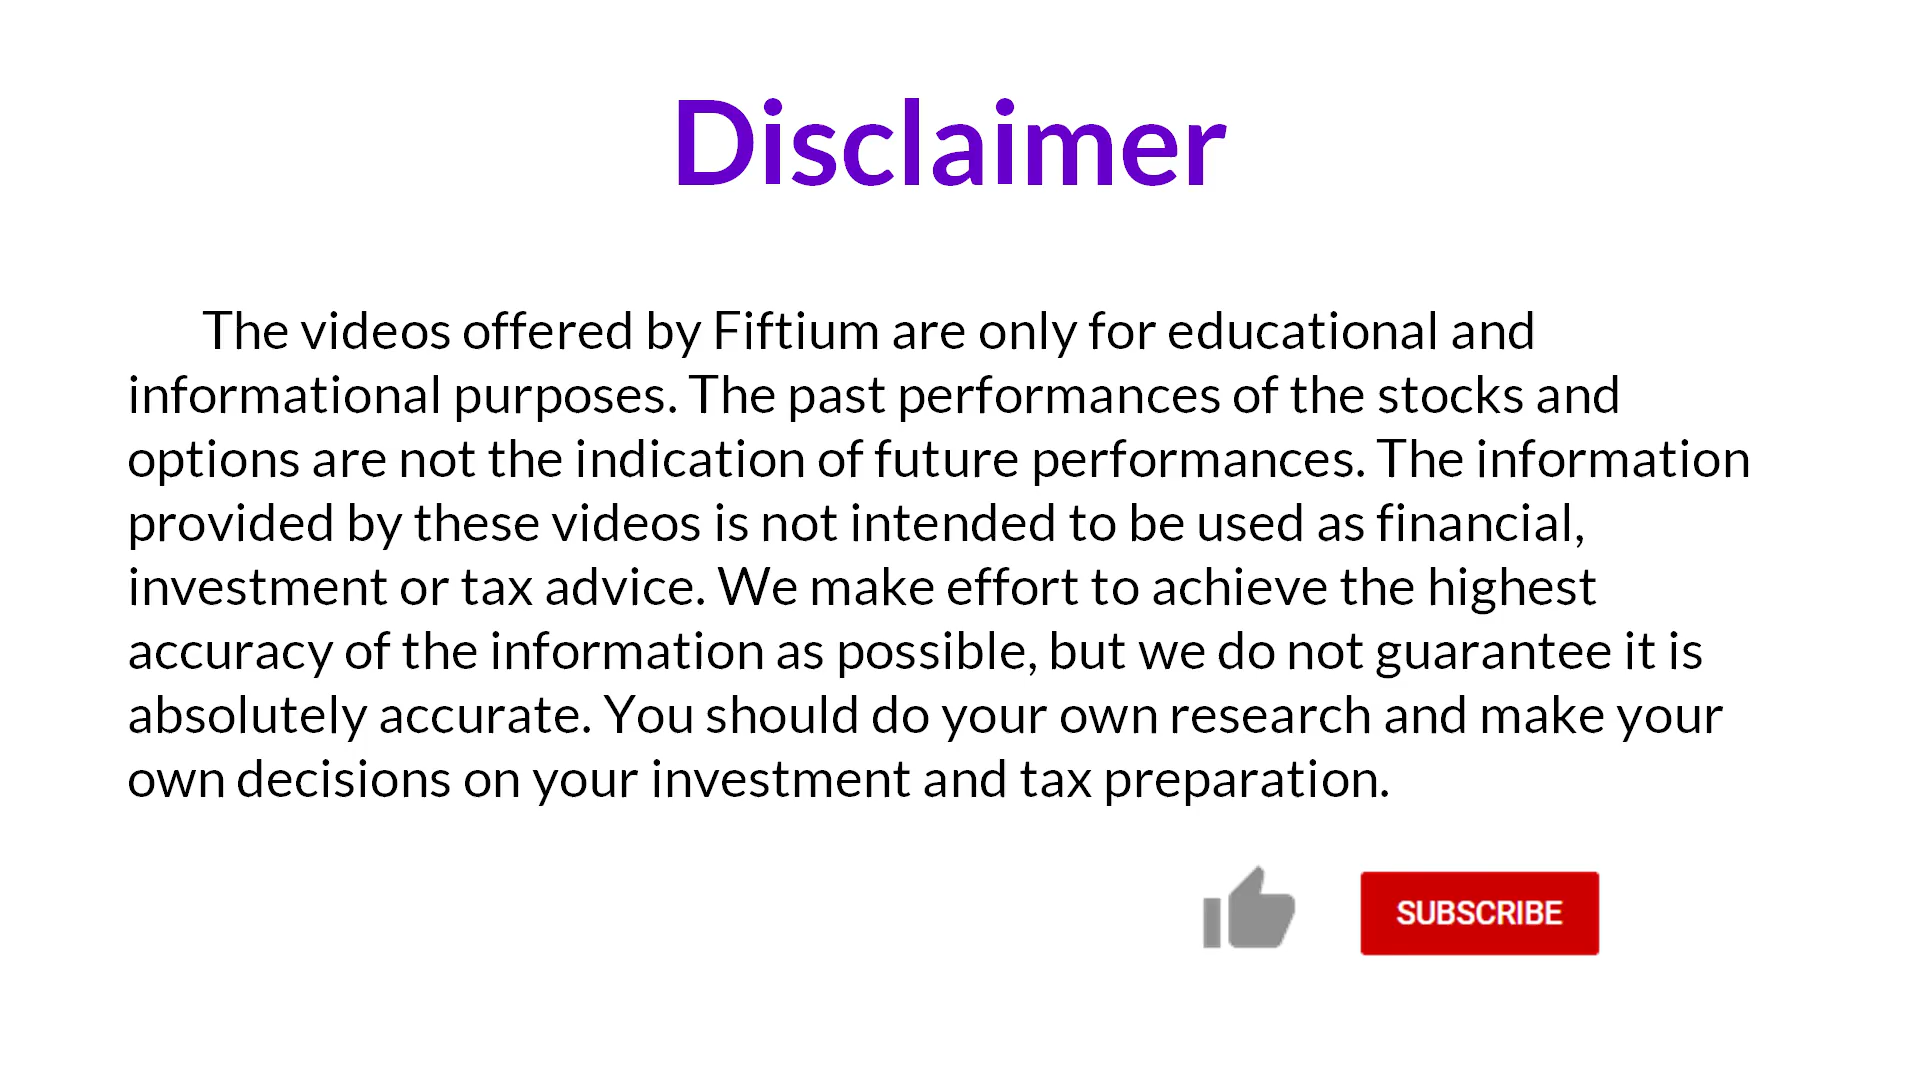 Disclaimer
The videos offered by Fiftium are only for educational and
informational purposes. The past performances of the stocks and
options are not the indication of future performances. The information
provided by these videos is not intended to be used as financial,
investment or tax advice. We make effort to achieve the highest
accuracy of the information as possible, but we do not guarantee it is
absolutely accurate. You should do your own research and make your
own decisions on your investment and tax preparation.
SUBSCRIBE